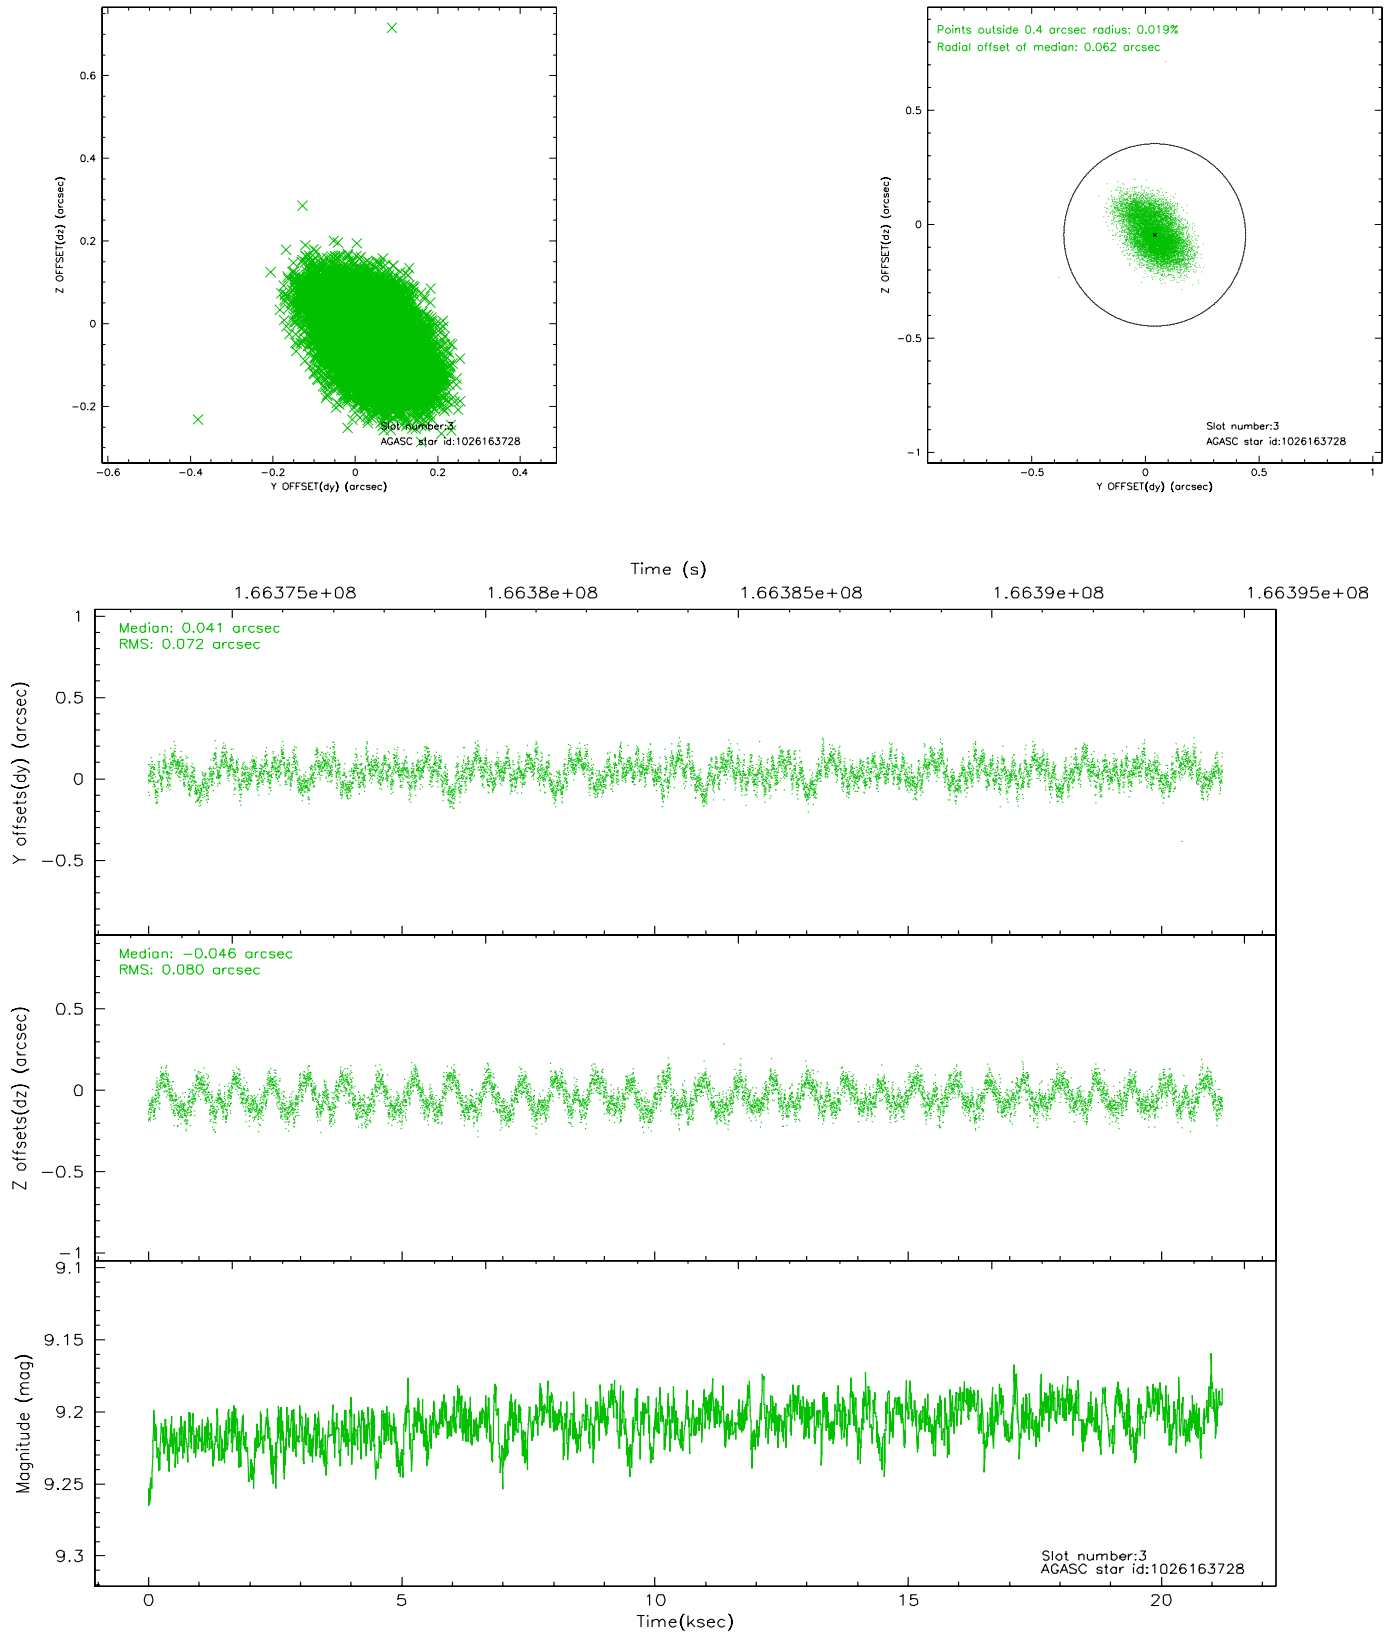 0.6
0.4
0.2
0
−0.2
Z OFFSET(dz) (arcsec)
−0.6
−0.4
−0.2
0
0.2
0.4
Y OFFSET(dy) (arcsec)
Slot number:3
AGASC star id:1026163728
Points outside 0.4 arcsec radius: 0.019%
Radial offset of median: 0.062 arcsec
0.5
0
−0.5
−1
Z OFFSET(dz) (arcsec)
−0.5
0
0.5
1
Y OFFSET(dy) (arcsec)
Slot number:3
AGASC star id:1026163728
Time (s)
1.66375e+08
1.6638e+08
1.66385e+08
1.6639e+08
1.66395e+08
Median: 0.041 arcsec
RMS: 0.072 arcsec
1
0.5
0
−0.5
Y offsets(dy) (arcsec)
Median: −0.046 arcsec
RMS: 0.080 arcsec
0.5
0
−0.5
−1
Z offsets(dz) (arcsec)
9.1
9.15
9.2
9.25
9.3
Magnitude (mag)
Slot number:3
AGASC star id:1026163728
0
5
10
15
20
Time(ksec)